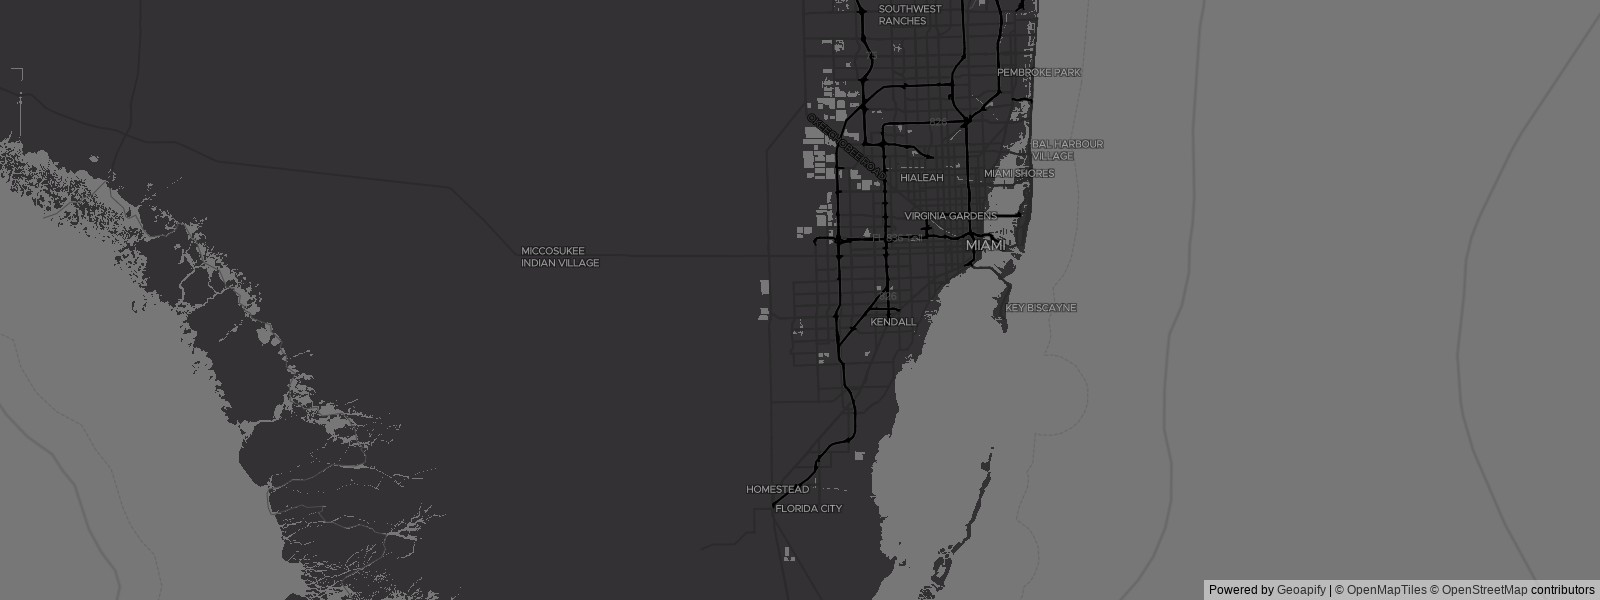 SOUTHWEST
RANCHES
PEMBROKE PARK
826
BAL HARBOUR
VILLAGE
HIALEAH
MIAMI SHORES
VIRGINIA GARDENS
MIAMI
MICCOSUKEE
INDIAN VILLAGE
KEY BISCAYNE
KENDALL
HOMESTEAD
FLORIDA CITY
Powered by Geoapify | © OpenMapTiles © OpenStreetMap contributors